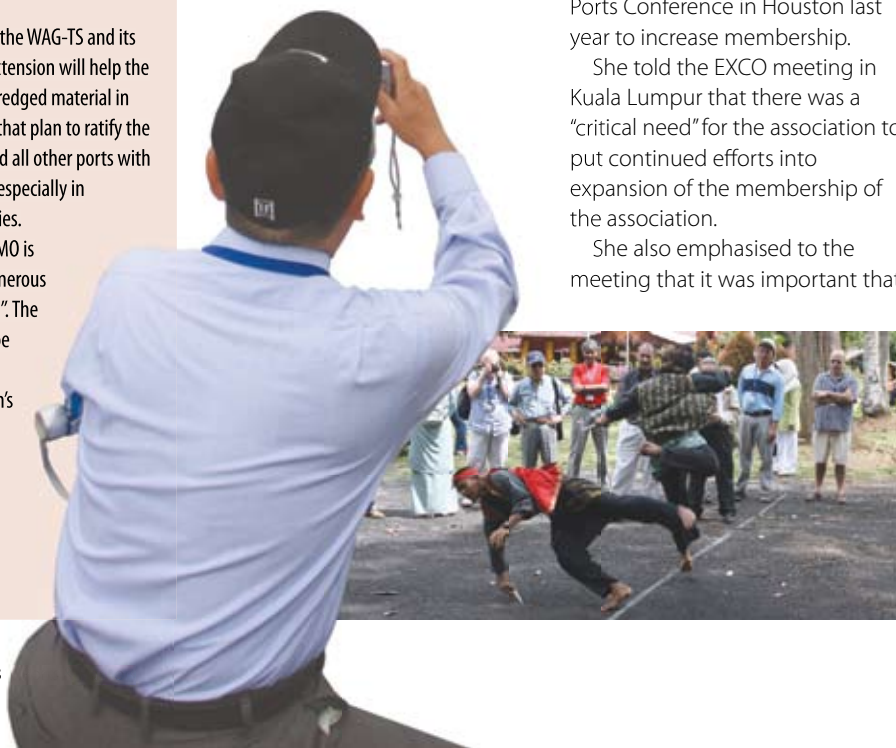 the WAG-TS and its
xtension will help the
redged material in
that plan to ratify the
d all other ports with
especially in
ies.
MO is
nerous
”. The
n’s
Ports Conference in Houston last
year to increase membership.
She told the EXCO meeting in
Kuala Lumpur that there was a
“critical need” for the association to
put continued efforts into
expansion of the membership of
the association.
She also emphasised to the
meeting that it was important that